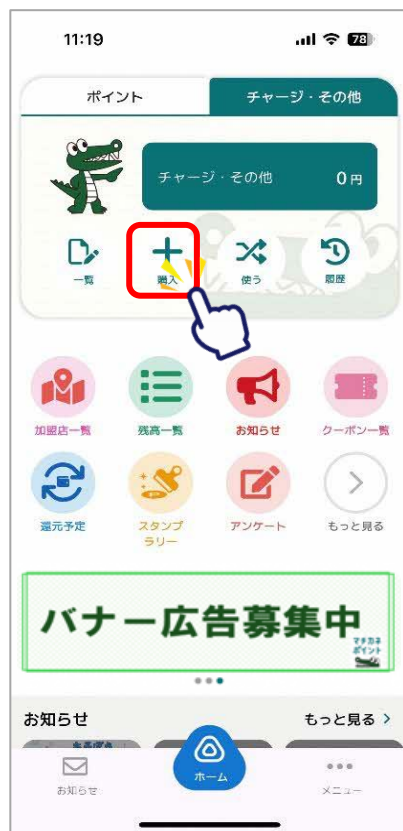 11:19
78
ポイント
チャージ・その他
チャージ・その他
0円
一覧
購入
使う
履歴
加盟店一覧
残高一覧
お知らせ
クーポン一覧
還元予定
スタンプ
ラリー
アンケート
もっと見る
バナー広告募集中
マチカネ
ポイント
お知らせ
もっと見る
お知らせ
ホーム
メニュー